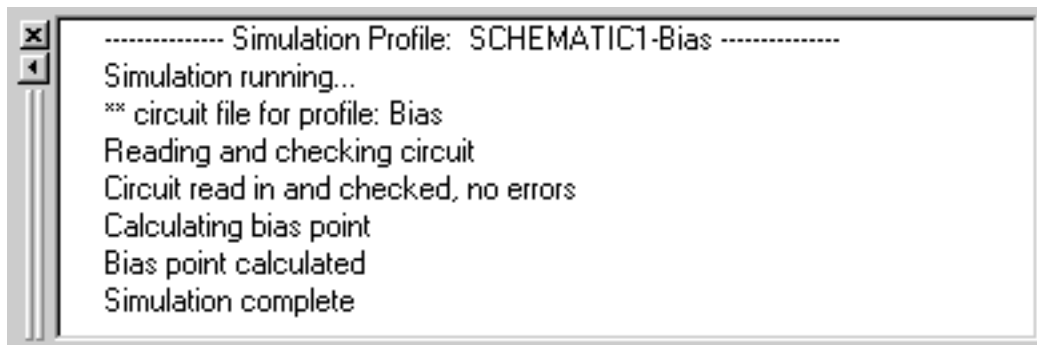 --------------- Simulation Profile:  SCHEMATIC1-Bias ---------------
Simulation running...
** circuit file for profile: Bias
Reading and checking circuit
Circuit read in and checked, no errors
Calculating bias point
Bias point calculated
Simulation complete